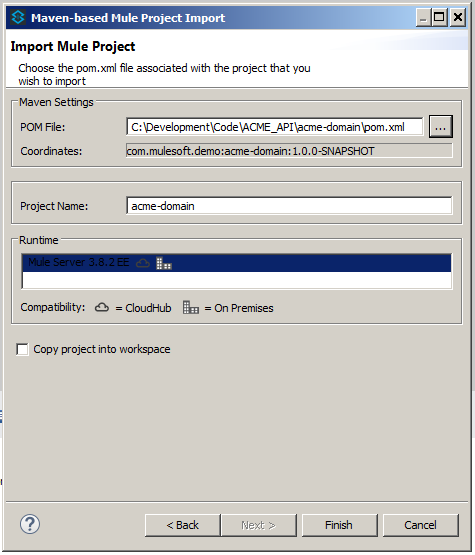 Maven-based Mule Project Import
Import Mule Project
Choose the pom.xml file associated with the project that you
wish to import
Maven Settings
POM File: C:\Development\Code\ACME_API\acme-domain\pom.xml ...
Coordinates: com.mulesoft.demo:acme-domain:1.0.0-SNAPSHOT
Project Name: acme-domain
Runtime
Mule Server 3.8.2 EE
Compatibility: = CloudHub = On Premises
Copy project into workspace
? < Back Next > Finish Cancel